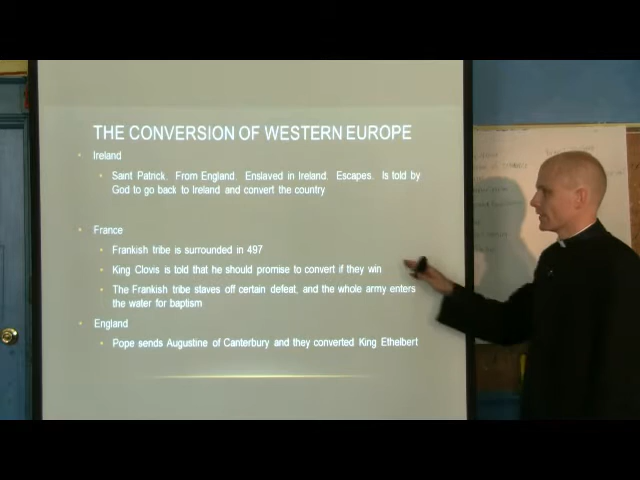 THE CONVERSION OF WESTERN EUROPE
Ireland
Saint Patrick. From England. Enslaved in Ireland. Escapes. Is told by
God to go back to Ireland and convert the country
France
Frankish tribe is surrounded in 497
King Clovis is told that he should promise to convert if they win
The Frankish tribe staves off certain defeat, and the whole army enters
the water for baptism
England
Pope sends Augustine of Canterbury and they converted King Ethelbert